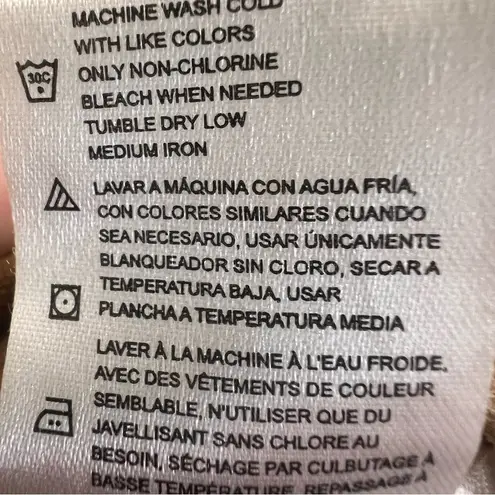 MACHINE WASH COLD
WITH LIKE COLORS
30C ONLY NON-CHLORINE
BLEACH WHEN NEEDED
TUMBLE DRY LOW
MEDIUM IRON
LAVAR A MÁQUINA CON AGUA FRÍA,
CON COLORES SIMILARES CUANDO
SEA NECESARIO, USAR ÚNICAMENTE
BLANQUEADOR SIN CLORO, SECAR A
TEMPERATURA BAJA, USAR
PLANCHA A TEMPERATURA MEDIA
LAVER À LA MACHINE À L'EAU FROIDE.
AVEC DES VÊTEMENTS DE COULEUR
SEMBLABLE, N'UTILISER QUE DU
JAVELLISANT SANS CHLORE AU
BESOIN, SÉCHAGE PAR CULBUTAGE À
BASSE TEMPÉRATURE, REPASSAGE À